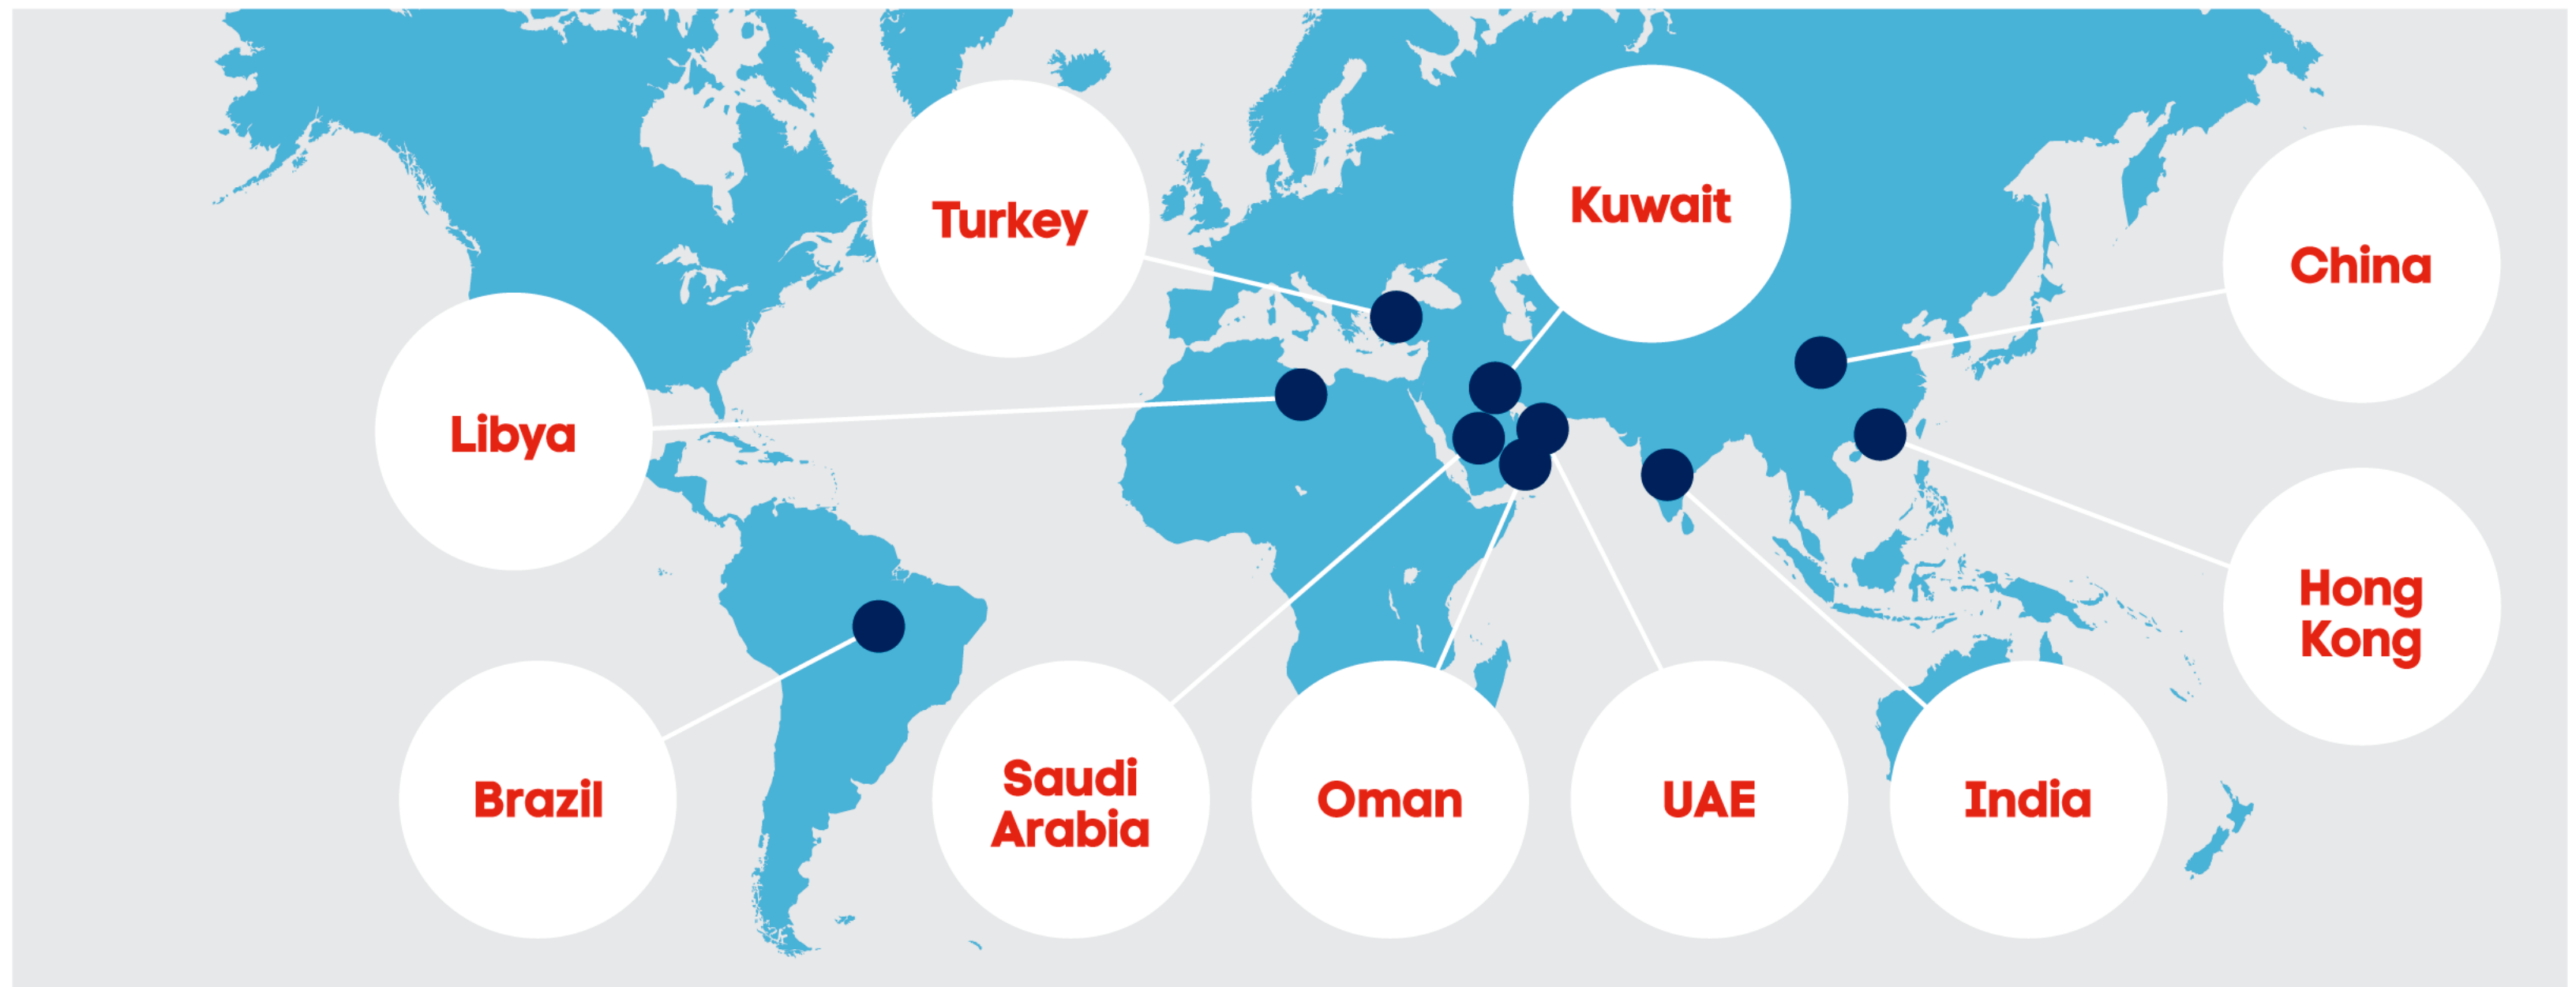 Turkey
Kuwait
China
Libya
Hong
Kong
Brazil
Saudi
Arabia
Oman
UAE
India